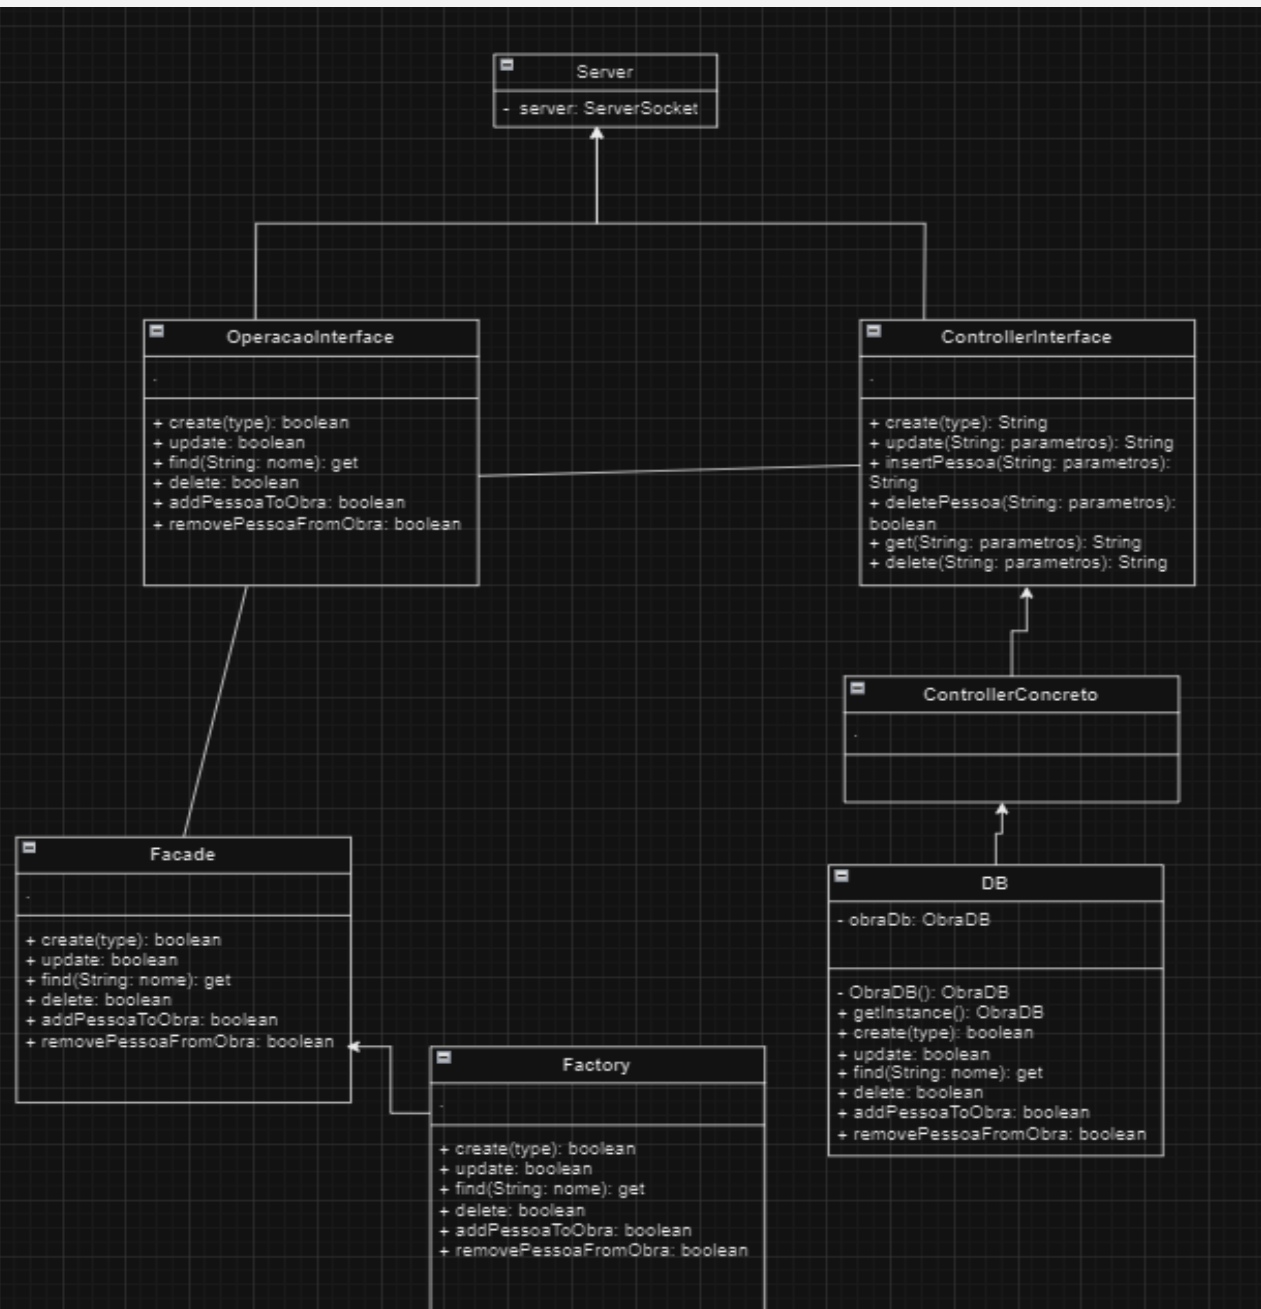 Server
- server: ServerSocket
OperacaoInterface
.
+ create(type): boolean
+ update: boolean
+ find(String: nome): get
+ delete: boolean
+ addPessoaToObra: boolean
+ removePessoaFromObra: boolean
ControllerInterface
.
+ create(type): String
+ update(String: parametros): String
+ insertPessoa(String: parametros):
String
+ deletePessoa(String: parametros):
boolean
+ get(String: parametros): String
+ delete(String: parametros): String
ControllerConcreto
.
Facade
.
+ create(type): boolean
+ update: boolean
+ find(String: nome): get
+ delete: boolean
+ addPessoaToObra: boolean
+ removePessoaFromObra: boolean
DB
- obraDb: ObraDB
- ObraDB(): ObraDB
+ getInstance(): ObraDB
+ create(type): boolean
+ update: boolean
+ find(String: nome): get
+ delete: boolean
+ addPessoaToObra: boolean
+ removePessoaFromObra: boolean
Factory
.
+ create(type): boolean
+ update: boolean
+ find(String: nome): get
+ delete: boolean
+ addPessoaToObra: boolean
+ removePessoaFromObra: boolean